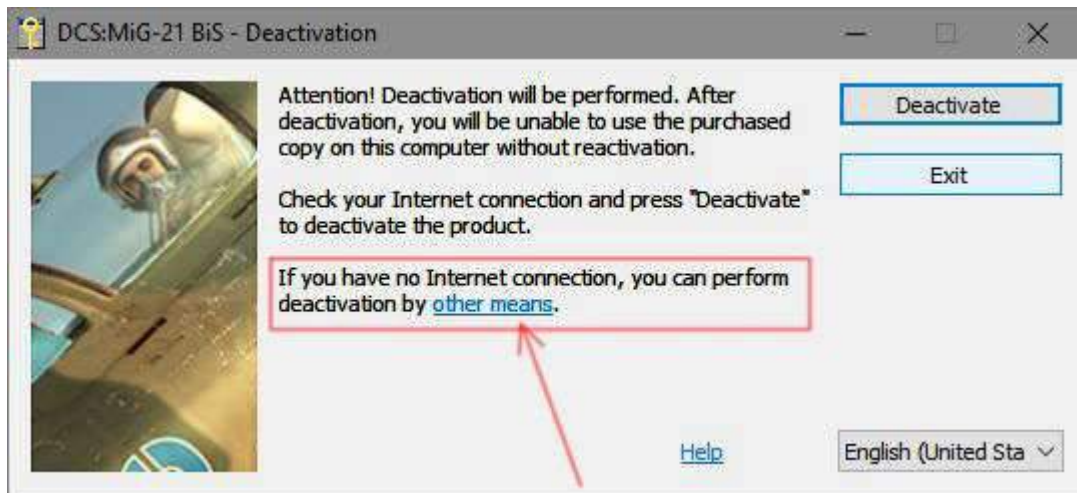 DCS:MiG-21 BiS - Deactivation
Attention! Deactivation will be performed. After
deactivation, you will be unable to use the purchased
copy on this computer without reactivation.
Check your Internet connection and press "Deactivate"
to deactivate the product.
If you have no Internet connection, you can perform
deactivation by other means.
Deactivate
Exit
Help
English (United Sta